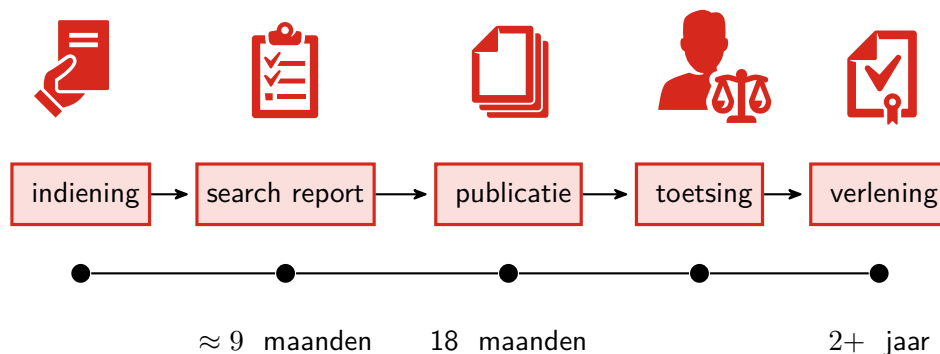 indiening search report publicatie toetsing verlening
≈ 9 maanden 18 maanden 2+ jaar